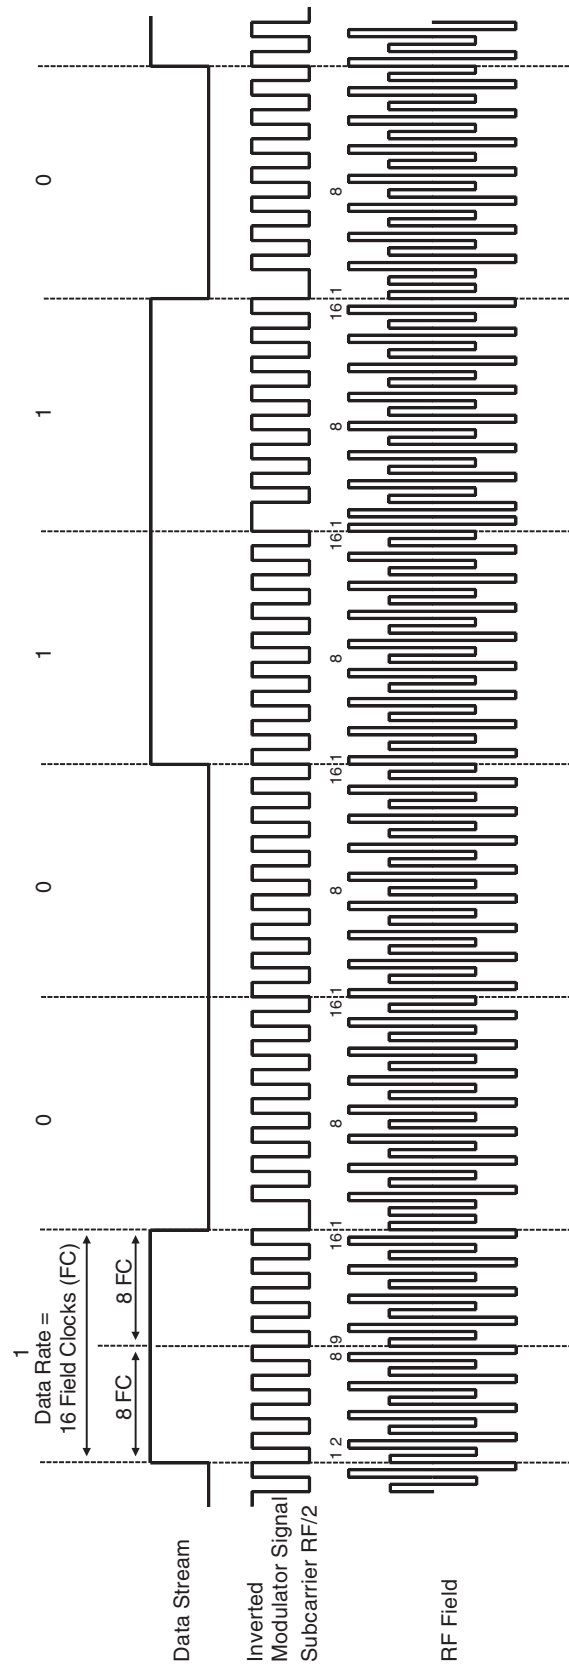 1 0 0 1 1 0
Data Rate =
16 Field Clocks (FC)
8 FC 8 FC
Data Stream
Inverted
Modulator Signal
Subcarrier RF/2
1 2 8 9 16 1 8 16 1 8 16 1 8 16 1 8 16 1 8
RF Field